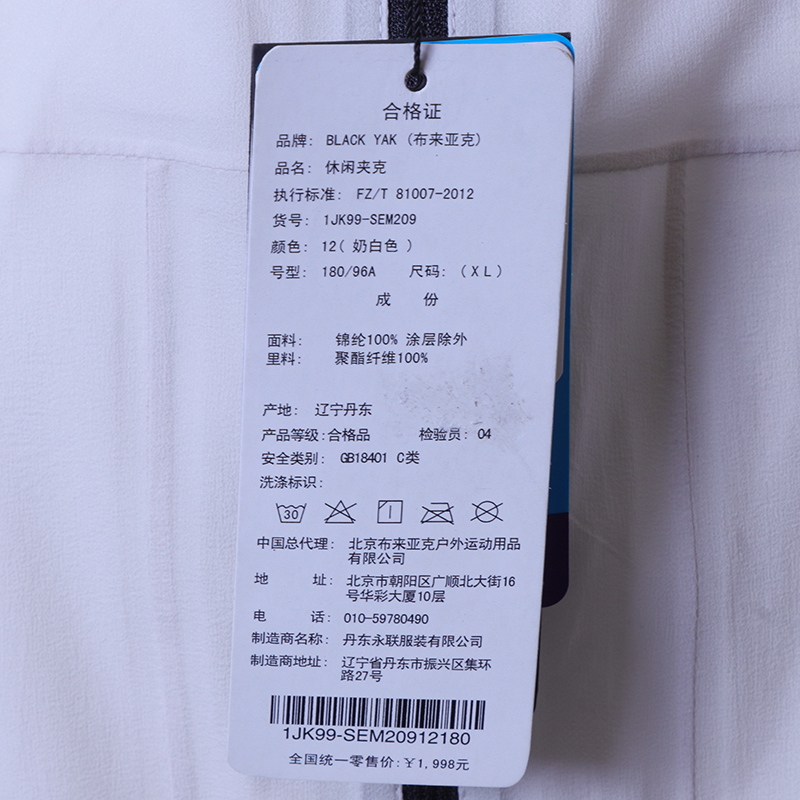 合格证
品牌: BLACK YAK (布来亚克)
品名: 休闲夹克
执行标准: FZ/T 81007-2012
货号: 1JK99-SEM209
颜色: 12( 奶白色 )
号型: 180/96A 尺码: (XL)
成 份
面料: 锦纶100% 涂层除外
里料: 聚酯纤维100%
产地: 辽宁丹东
产品等级:合格品 检验员: 04
安全类别: GB18401 C类
洗涤标识:
30
中国总代理: 北京布来亚克户外运动用品
有限公司
地 址: 北京市朝阳区广顺北大街16
号华彩大厦10层
电 话: 010-59780490
制造商名称: 丹东永联服装有限公司
制造商地址: 辽宁省丹东市振兴区集环
路27号
1JK99-SEM20912180
全国统一零售价:¥1,998元